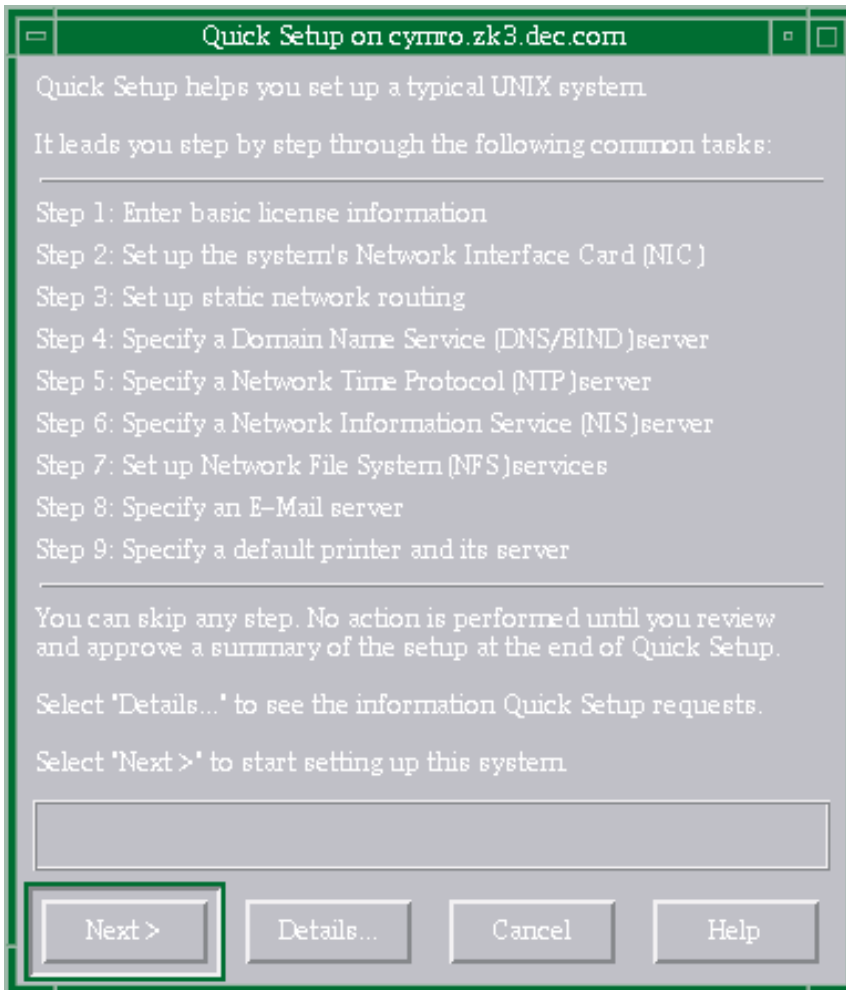 Quick Setup on cymro.zk3.dec.com
Quick Setup helps you set up a typical UNIX system.
It leads you step by step through the following common tasks:
Step 1: Enter basic license information
Step 2: Set up the system's Network Interface Card (NIC)
Step 3: Set up static network routing
Step 4: Specify a Domain Name Service (DNS/BIND)server
Step 5: Specify a Network Time Protocol (NTP)server
Step 6: Specify a Network Information Service (NIS)server
Step 7: Set up Network File System (NFS)services
Step 8: Specify an E-Mail server
Step 9: Specify a default printer and its server
You can skip any step. No action is performed until you review
and approve a summary of the setup at the end of Quick Setup.
Select "Details..." to see the information Quick Setup requests.
Select "Next >" to start setting up this system.
Next >
Details...
Cancel
Help